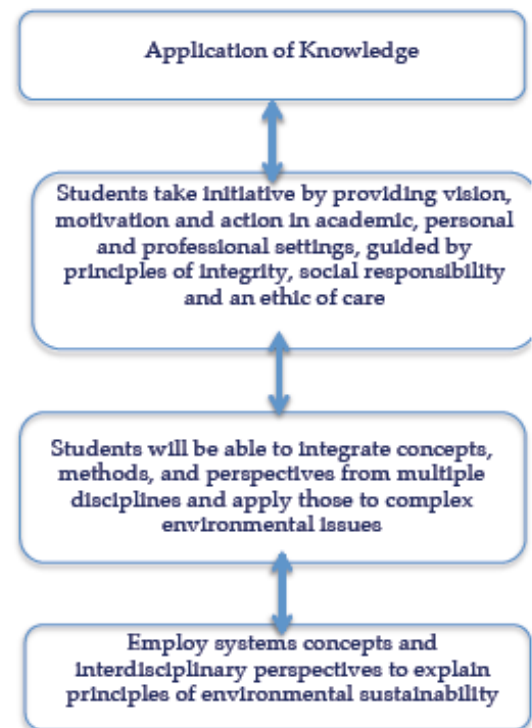 Application of Knowledge
Students take initiative by providing vision,
motivation and action in academic, personal
and professional settings, guided by
principles of integrity, social responsibility
and an ethic of care
Students will be able to integrate concepts,
methods, and perspectives from multiple
disciplines and apply those to complex
environmental issues
Employ systems concepts and
interdisciplinary perspectives to explain
principles of environmental sustainability